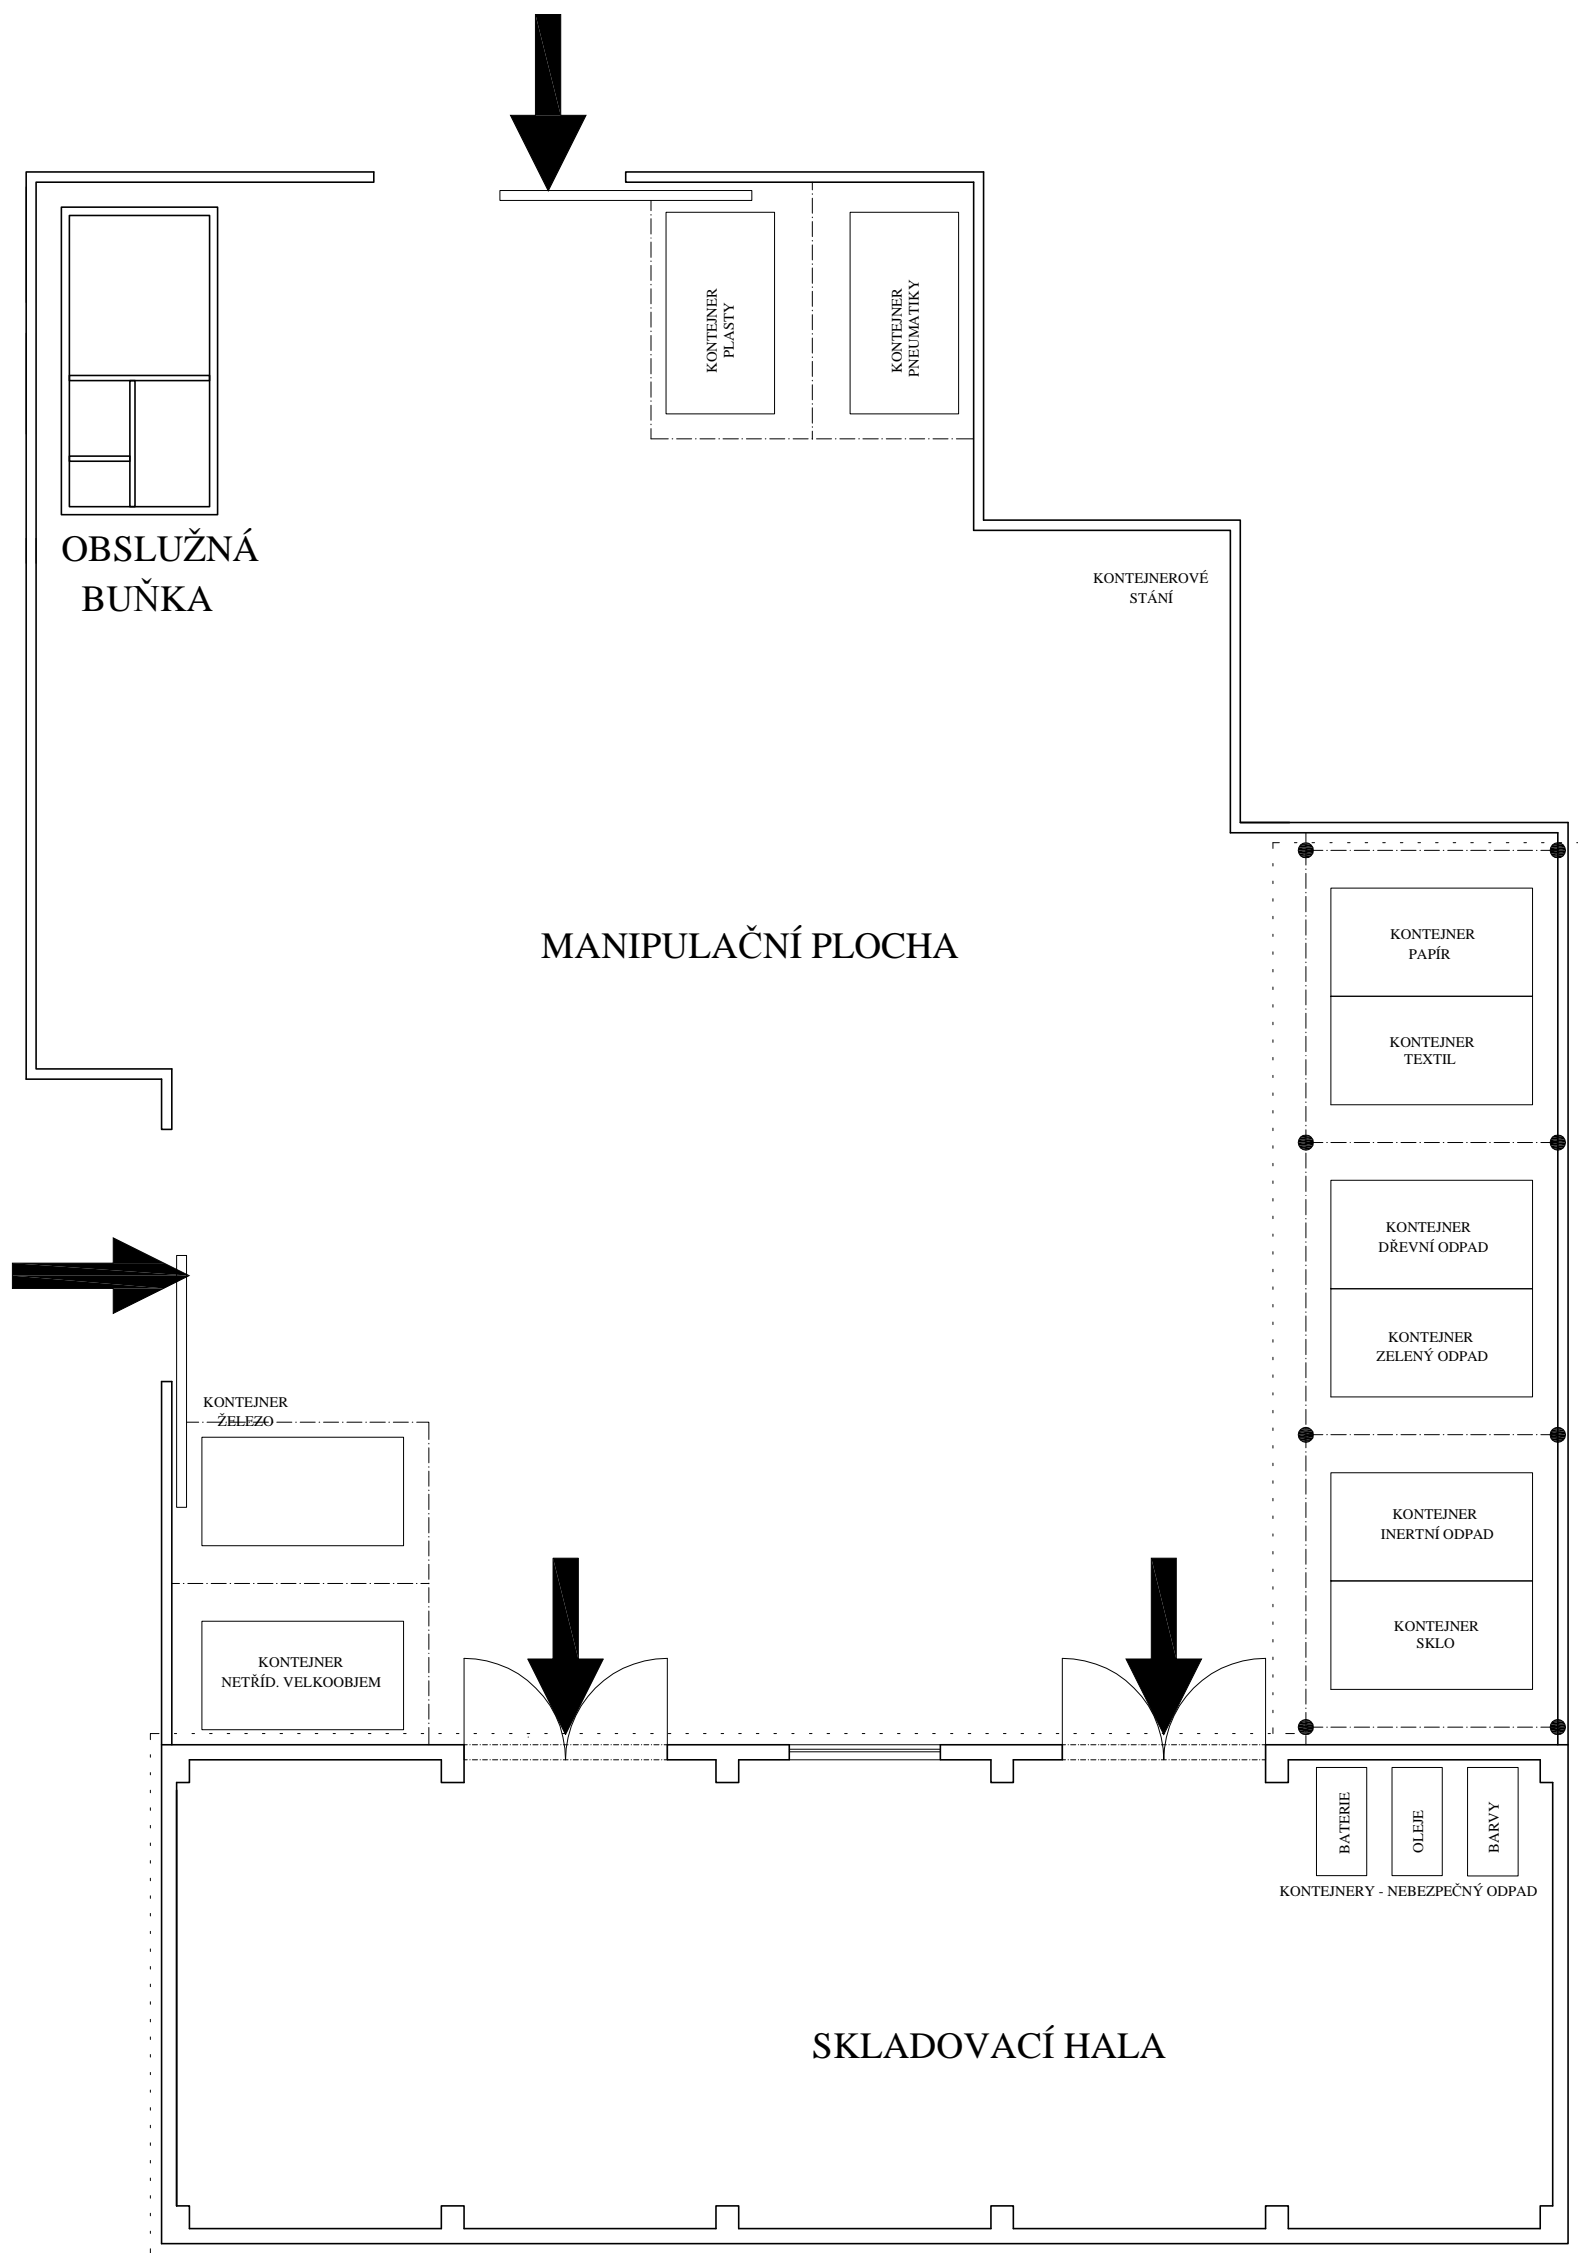 KONTEJNER
PLASTY
KONTEJNER
PNEUMATIKY
OBSLUŽNÁ
BUŇKA
KONTEJNEROVÉ
STÁNÍ
MANIPULAČNÍ PLOCHA
KONTEJNER
PAPÍR
KONTEJNER
TEXTIL
KONTEJNER
DŘEVNÍ ODPAD
KONTEJNER
ZELENÝ ODPAD
KONTEJNER
ŽELEZO
KONTEJNER
INERTNÍ ODPAD
KONTEJNER
SKLO
KONTEJNER
NETŘÍD. VELKOOBJEM
BATERIE
OLEJE
BARVY
KONTEJNERY - NEBEZPEČNÝ ODPAD
SKLADOVACÍ HALA